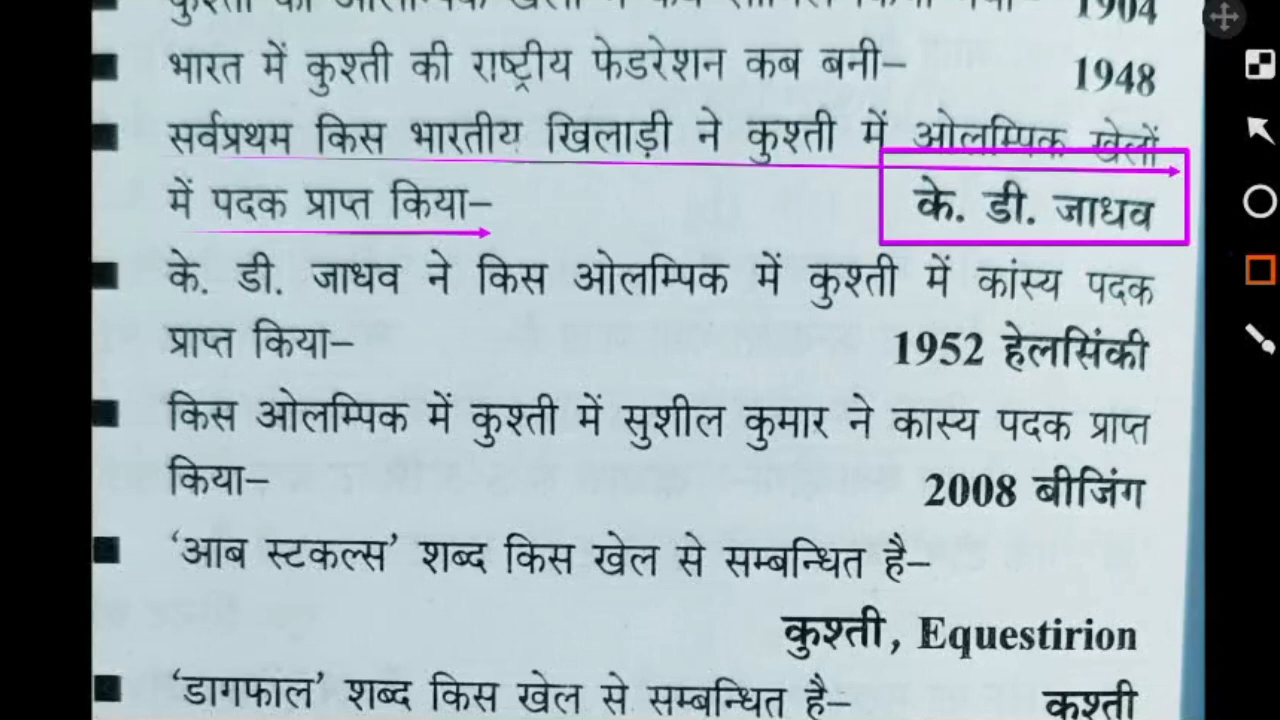 1904
भारत में कुश्ती की राष्ट्रीय फेडरेशन कब बनी– 1948
सर्वप्रथम किस भारतीय खिलाड़ी ने कुश्ती में ओलम्पिक खेलों
में पदक प्राप्त किया– के. डी. जाधव
के. डी. जाधव ने किस ओलम्पिक में कुश्ती में कांस्य पदक
प्राप्त किया– 1952 हेलसिंकी
किस ओलम्पिक में कुश्ती में सुशील कुमार ने कास्य पदक प्राप्त
किया– 2008 बीजिंग
‘आब स्टकल्स’ शब्द किस खेल से सम्बन्धित है–
कुश्ती, Equestirion
‘डागफाल’ शब्द किस खेल से सम्बन्धित है– कुश्ती